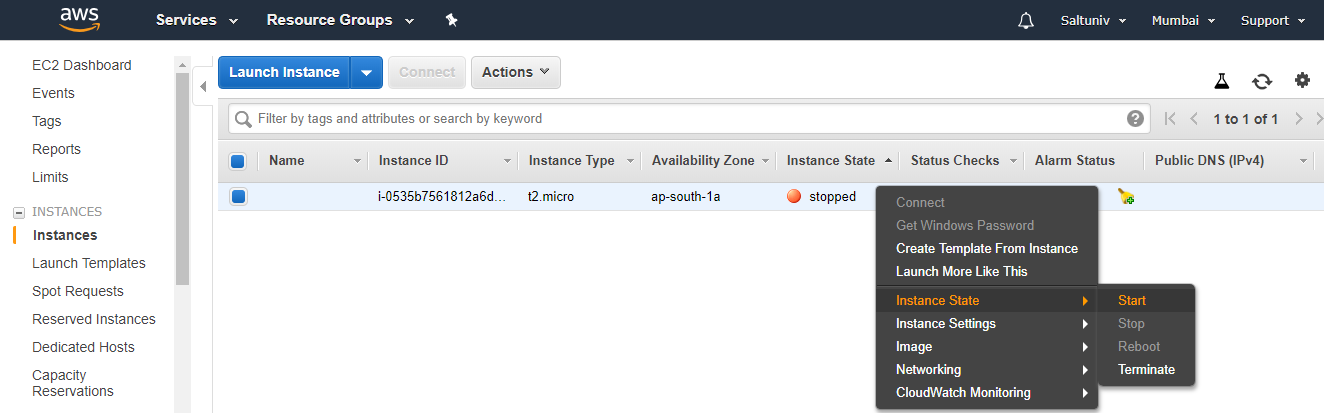 aws Services Resource Groups Saltuniv Mumbai Support
EC2 Dashboard
Events
Tags
Reports
Limits
INSTANCES
Instances
Launch Templates
Spot Requests
Reserved Instances
Dedicated Hosts
Capacity
Reservations
Launch Instance Connect Actions
Filter by tags and attributes or search by keyword ? 1 to 1 of 1
Name Instance ID Instance Type Availability Zone Instance State Status Checks Alarm Status Public DNS (IPv4)
i-0535b7561812a6d... t2.micro ap-south-1a stopped
Connect
Get Windows Password
Create Template From Instance
Launch More Like This
Instance State
Instance Settings
Image
Networking
CloudWatch Monitoring
Start
Stop
Reboot
Terminate